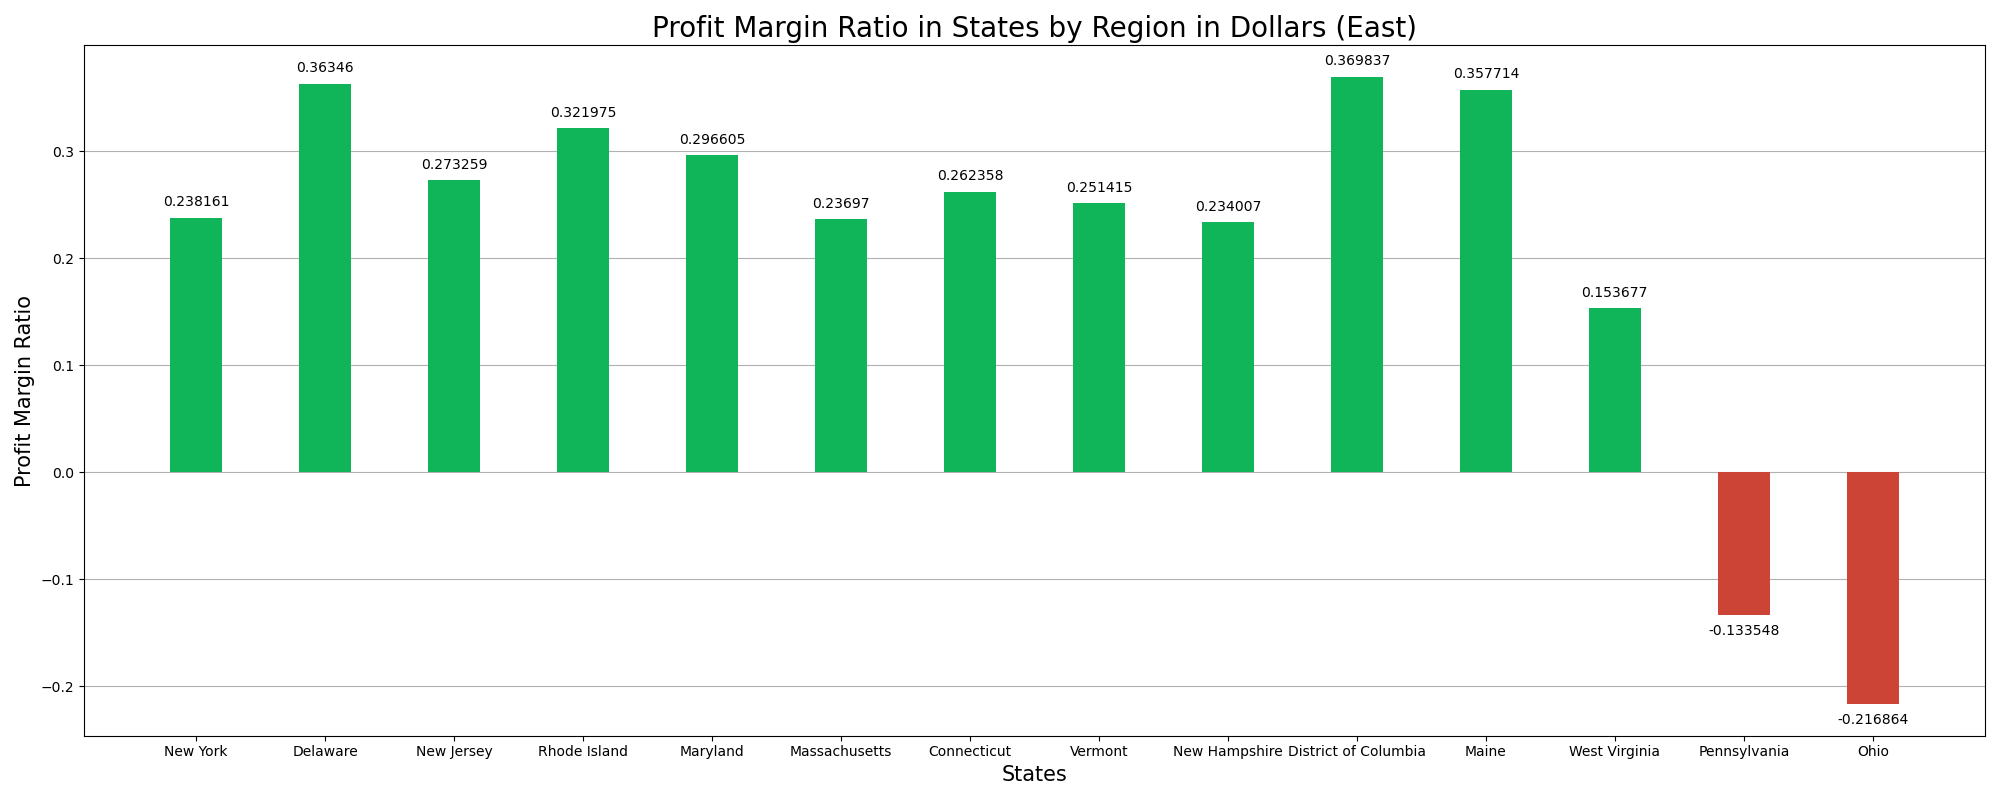 Profit Margin Ratio in States by Region in Dollars (East)
0.238161
0.36346
0.273259
0.321975
0.296605
0.23697
0.262358
0.251415
0.234007
0.369837
0.357714
0.153677
-0.133548
-0.216864
Profit Margin Ratio
0.3
0.2
0.1
0.0
−0.1
−0.2
New York
Delaware
New Jersey
Rhode Island
Maryland
Massachusetts
Connecticut
Vermont
New Hampshire
District of Columbia
Maine
West Virginia
Pennsylvania
Ohio
States